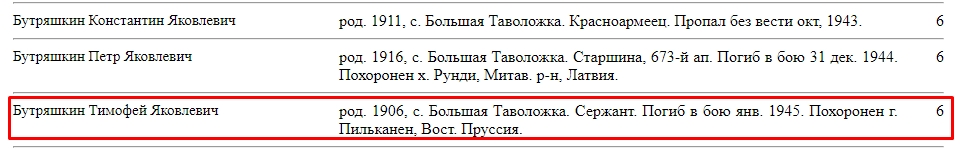 Бутряшкин Константин Яковлевич род. 1911, с. Большая Таволожка. Красноармеец. Пропал без вести окт, 1943. 6
Бутряшкин Петр Яковлевич род. 1916, с. Большая Таволожка. Старшина, 673-й ап. Погиб в бою 31 дек. 1944. 6
Похоронен х. Рунди, Митав. р-н, Латвия.
Бутряшкин Тимофей Яковлевич род. 1906, с. Большая Таволожка. Сержант. Погиб в бою янв. 1945. Похоронен г. 6
Пильканен, Вост. Пруссия.